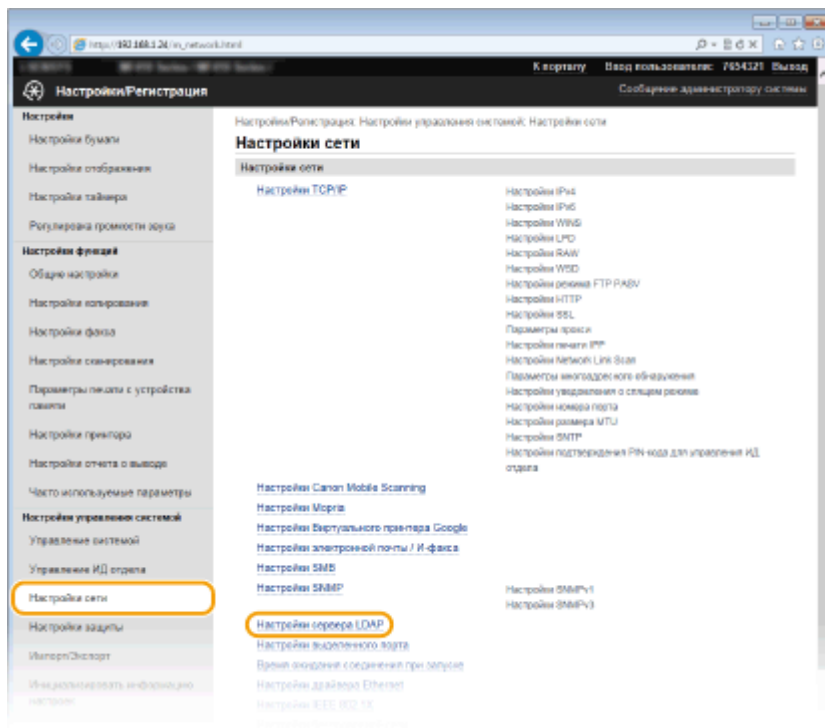 http://192.168.1.24/m_network.html
К порталу Вход пользователя: 7654321 Выход
Настройки/Регистрация
Сообщение администратору системы
Настройки
Настройки бумаги
Настройки отображения
Настройки таймера
Регулировка громкости звука
Настройки функций
Общие настройки
Настройки копирования
Настройки факса
Настройки сканирования
Параметры печати с устройства
памяти
Настройки принтера
Настройки отчета о выводе
Часто используемые параметры
Настройки управления системой
Управление системой
Управление ИД отдела
Настройки сети
Настройки защиты
Импорт/Экспорт
Инициализировать информацию
настроек
Настройки/Регистрация: Настройки управления системой: Настройки сети
Настройки сети
Настройки сети
Настройки TCP/IP
Настройки IPv4
Настройки IPv6
Настройки WINS
Настройки LPD
Настройки RAW
Настройки WSD
Настройки режима FTP PASV
Настройки HTTP
Настройки SSL
Параметры прокси
Настройки печати IPP
Настройки Network Link Scan
Параметры многоадресного обнаружения
Настройки уведомления о спящем режиме
Настройки номера порта
Настройки размера MTU
Настройки SNTP
Настройки подтверждения PIN-кода для управления ИД
отдела
Настройки Canon Mobile Scanning
Настройки Mopria
Настройки Виртуального принтера Google
Настройки электронной почты / И-факса
Настройки SMB
Настройки SNMP
Настройки SNMPv1
Настройки SNMPv3
Настройки сервера LDAP
Настройки выделенного порта
Время ожидания соединения при запуске
Настройки драйвера Ethernet
Настройки IEEE 802.1X